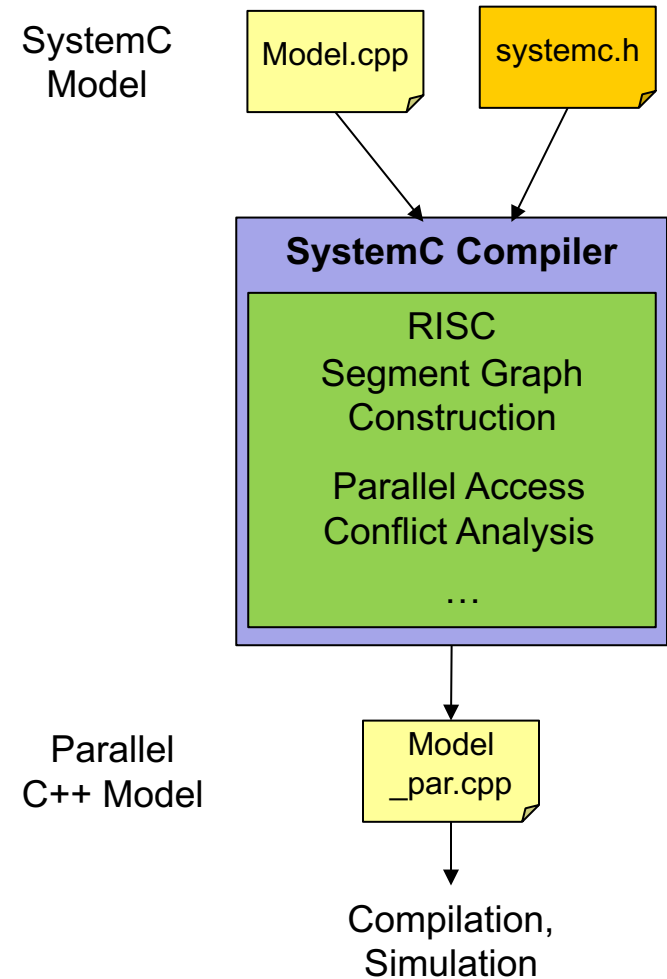 SystemC
Model
Model.cpp
systemc.h
SystemC Compiler
RISC
Segment Graph
Construction
Parallel Access
Conflict Analysis
…
Parallel
C++ Model
Model
_par.cpp
Compilation,
Simulation